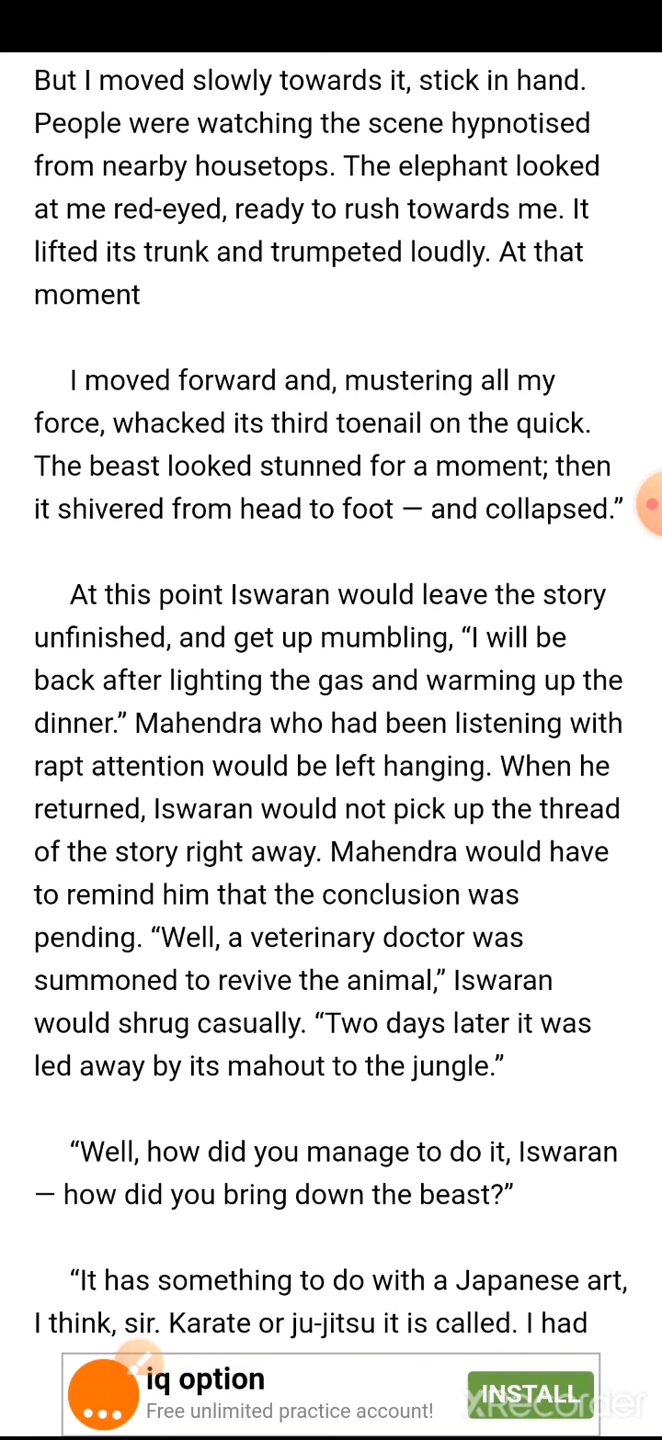 But I moved slowly towards it, stick in hand.
People were watching the scene hypnotised
from nearby housetops. The elephant looked
at me red-eyed, ready to rush towards me. It
lifted its trunk and trumpeted loudly. At that
moment
I moved forward and, mustering all my
force, whacked its third toenail on the quick.
The beast looked stunned for a moment; then
it shivered from head to foot — and collapsed.”
At this point Iswaran would leave the story
unfinished, and get up mumbling, “I will be
back after lighting the gas and warming up the
dinner.” Mahendra who had been listening with
rapt attention would be left hanging. When he
returned, Iswaran would not pick up the thread
of the story right away. Mahendra would have
to remind him that the conclusion was
pending. “Well, a veterinary doctor was
summoned to revive the animal,” Iswaran
would shrug casually. “Two days later it was
led away by its mahout to the jungle.”
“Well, how did you manage to do it, Iswaran
— how did you bring down the beast?”
“It has something to do with a Japanese art,
I think, sir. Karate or ju-jitsu it is called. I had
iq option
Free unlimited practice account!
INSTALL
XRecorder